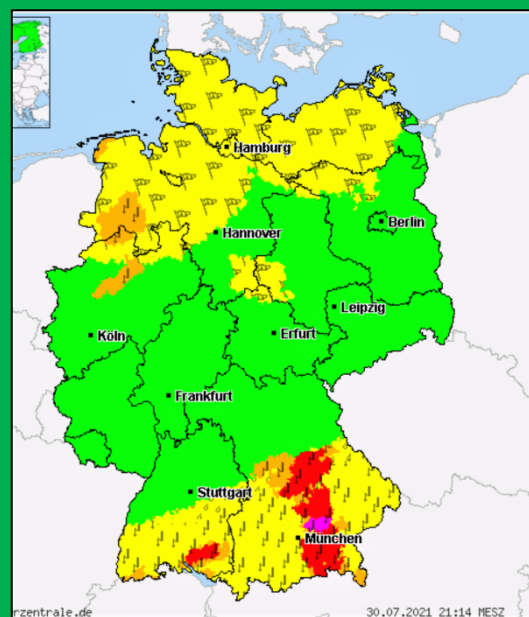 Hamburg
Berlin
Hannover
Leipzig
Köln
Erfurt
Frankfurt
Stuttgart
München
rzentrale.de 30.07.2021 21:14 MESZ